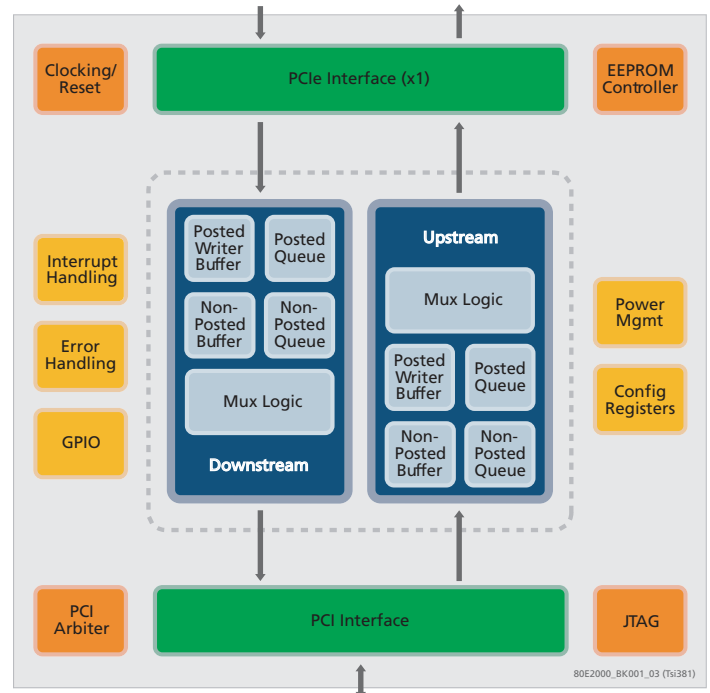 Clocking/
Reset
PCIe Interface (x1)
EEPROM
Controller
Posted
Writer
Buffer
Posted
Queue
Non-
Posted
Buffer
Non-
Posted
Queue
Mux Logic
Downstream
Upstream
Mux Logic
Posted
Writer
Buffer
Posted
Queue
Non-
Posted
Buffer
Non-
Posted
Queue
Interrupt
Handling
Error
Handling
GPIO
Power
Mgmt
Config
Registers
PCI
Arbiter
PCI Interface
JTAG
80E2000_BK001_03 (Tsi381)